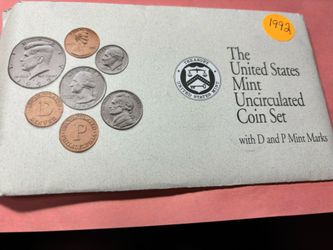 1992
The
United States
Mint
Uncirculated
Coin Set
with D and P Mint Marks
D
P